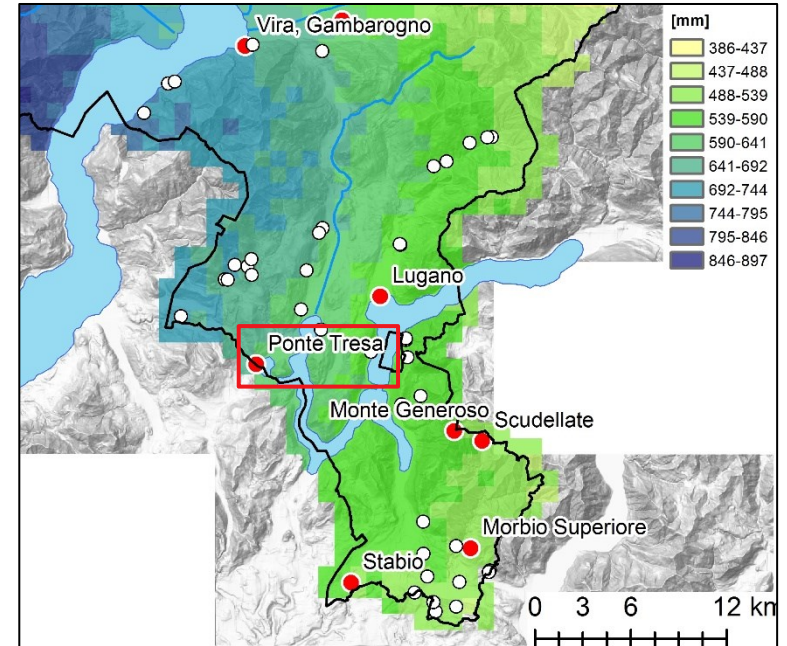 Vira, Gambarogno
[mm]
386-437
437-488
488-539
539-590
590-641
641-692
692-744
744-795
795-846
846-897
Lugano
Ponte Tresa
Monte Generoso
Scudellate
Morbio Superiore
Stabio
0 3 6 12 km